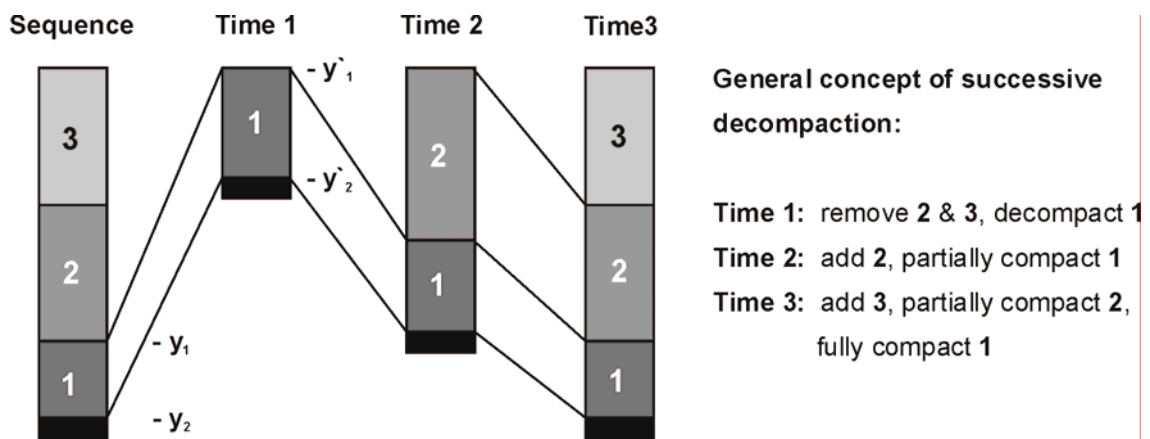 Sequence Time 1 Time 2 Time3
3
2
1
- y₁
- y₂
1
- y`₁
- y`₂
2
1
3
2
1
General concept of successive
decompaction:
Time 1: remove 2 & 3, decompact 1
Time 2: add 2, partially compact 1
Time 3: add 3, partially compact 2,
fully compact 1